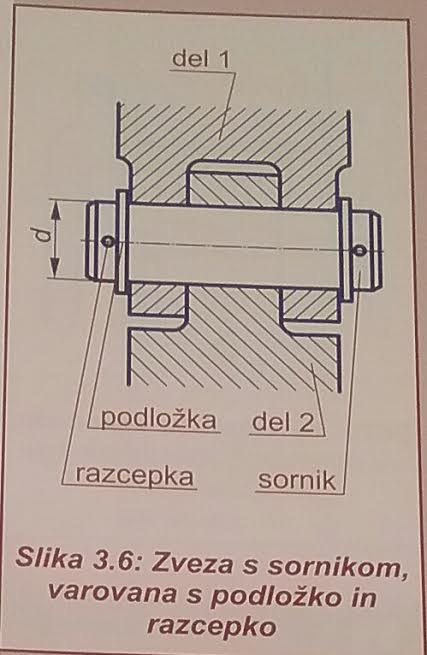 del 1
d
podložka
del 2
razcepka
sornik
Slika 3.6: Zveza s sornikom,
varovana s podložko in
razcepko